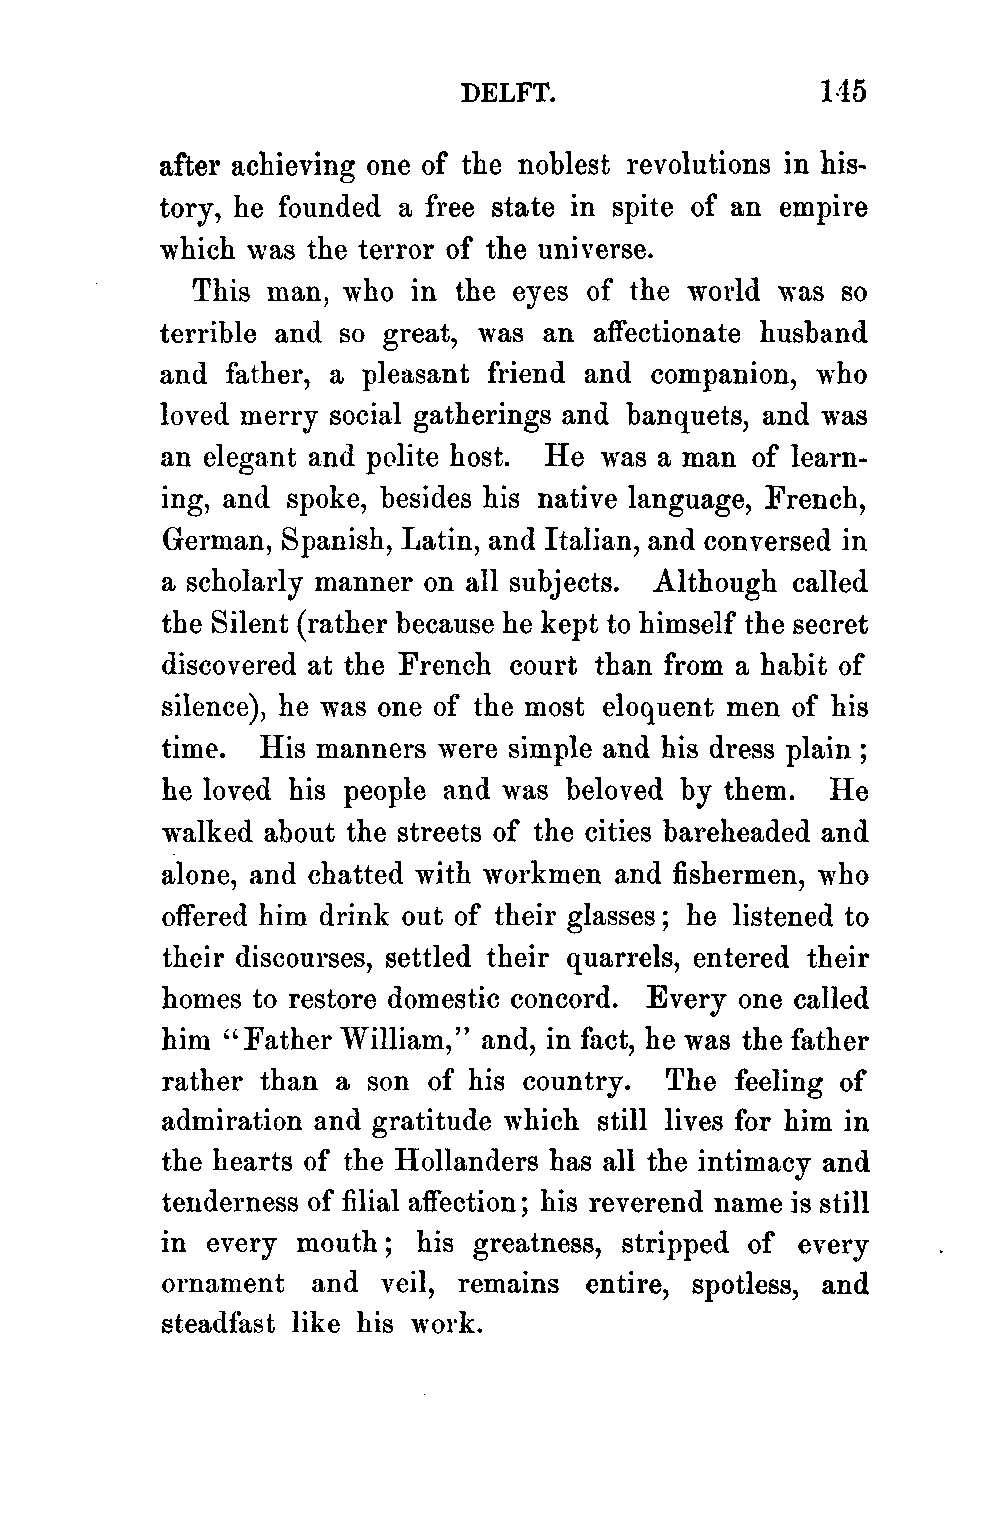 DELFT. 145
after achieving one of the noblest revolutions in his-
tory, he founded a free state in spite of an empire
which was the terror of the universe.
This man, who in the eyes of the world was so
terrible and so great, was an affectionate husband
and father, a pleasant friend and companion, who
loved merry social gatherings and banquets, and was
an elegant and polite host. He was a man of learn-
ing, and spoke, besides his native language, French,
German, Spanish, Latin, and Italian, and conversed in
a scholarly manner on all subjects. Although called
the Silent (rather because he kept to himself the secret
discovered at the French court than from a habit of
silence), he was one of the most eloquent men of his
time. His manners were simple and his dress plain;
he loved his people and was beloved by them. He
walked about the streets of the cities bareheaded and
alone, and chatted with workmen and fishermen, who
offered him drink out of their glasses; he listened to
their discourses, settled their quarrels, entered their
homes to restore domestic concord. Every one called
him "Father William," and, in fact, he was the father
rather than a son of his country. The feeling of
admiration and gratitude which still lives for him in
the hearts of the Hollanders has all the intimacy and
tenderness of filial affection; his reverend name is still
in every mouth; his greatness, stripped of every
ornament and veil, remains entire, spotless, and
steadfast like his work.